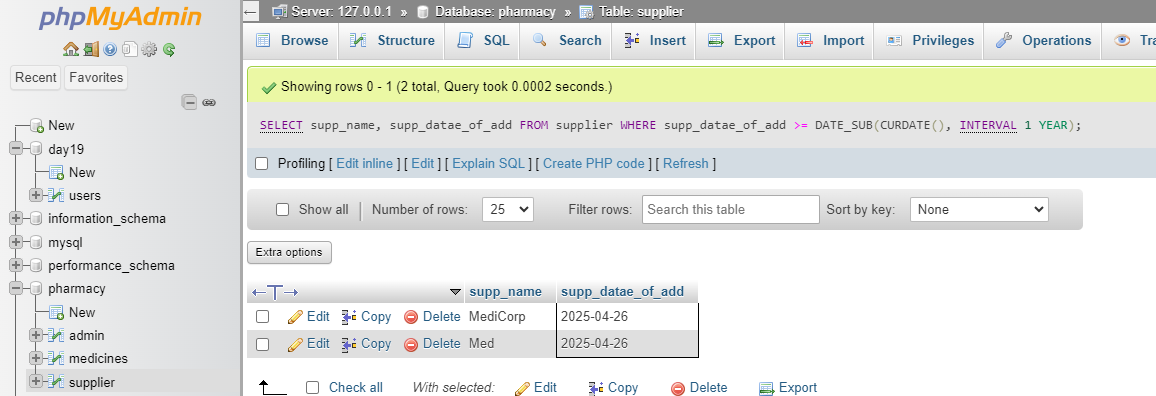 phpMyAdmin
Recent Favorites
New
day19
New
users
information_schema
mysql
performance_schema
pharmacy
New
admin
medicines
supplier
Server: 127.0.0.1 » Database: pharmacy » Table: supplier
Browse Structure SQL Search Insert Export Import Privileges Operations Tra
Showing rows 0 - 1 (2 total, Query took 0.0002 seconds.)
SELECT supp_name, supp_datae_of_add FROM supplier WHERE supp_datae_of_add >= DATE_SUB(CURDATE(), INTERVAL 1 YEAR);
Profiling [ Edit inline ] [ Edit ] [ Explain SQL ] [ Create PHP code ] [ Refresh ]
Show all Number of rows: 25 Filter rows: Search this table Sort by key: None
Extra options
supp_name supp_datae_of_add
Edit Copy Delete MediCorp 2025-04-26
Edit Copy Delete Med 2025-04-26
Check all With selected: Edit Copy Delete Export